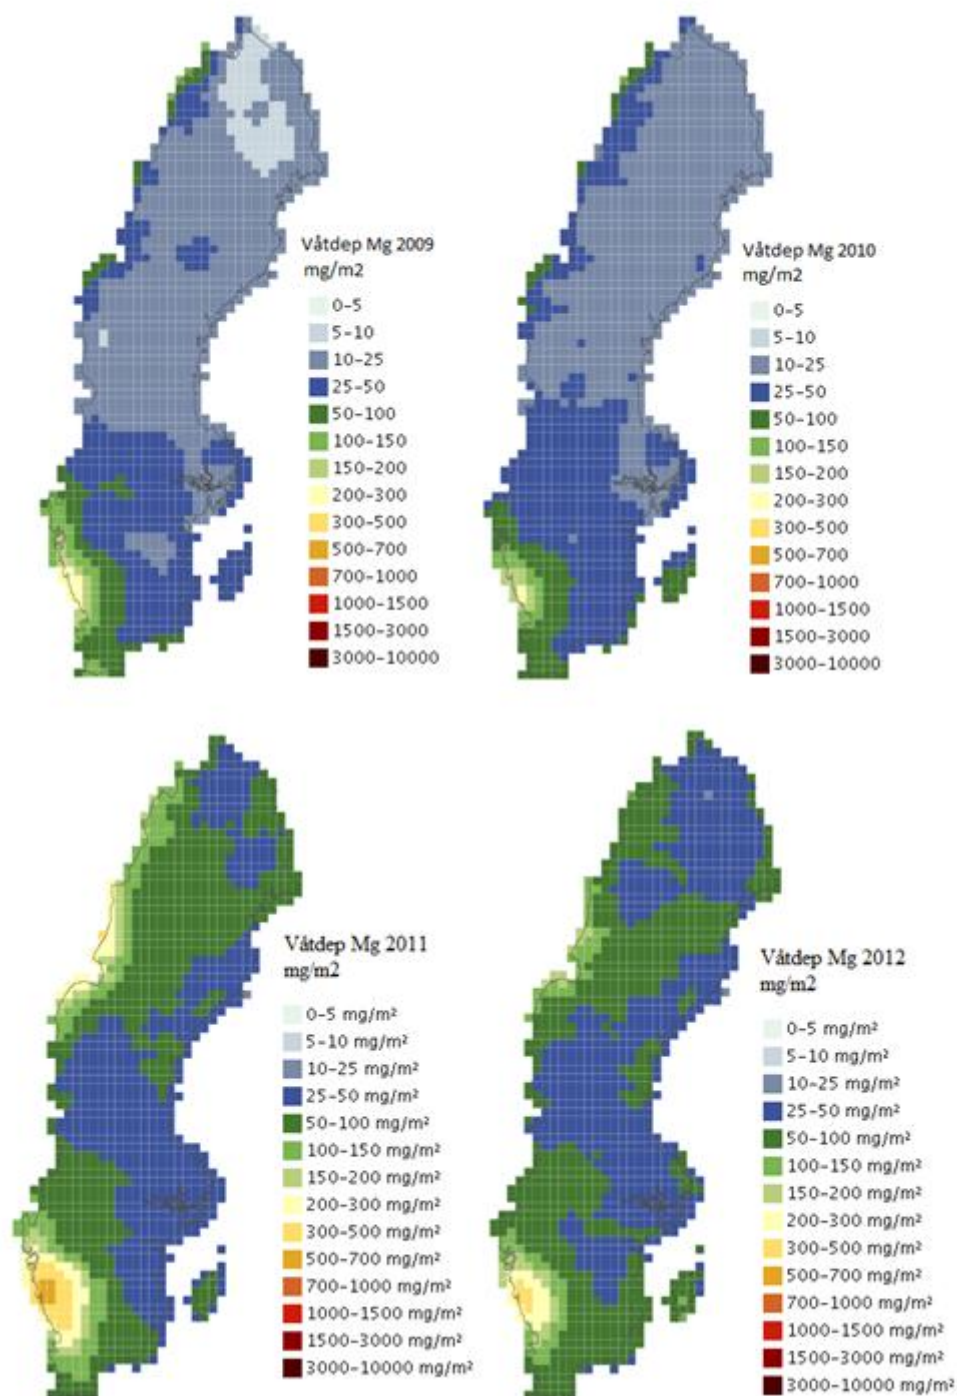 Våtdep Mg 2009
mg/m2
0–5
5–10
10–25
25–50
50–100
100–150
150–200
200–300
300–500
500–700
700–1000
1000–1500
1500–3000
3000–10000
Våtdep Mg 2010
mg/m2
0–5
5–10
10–25
25–50
50–100
100–150
150–200
200–300
300–500
500–700
700–1000
1000–1500
1500–3000
3000–10000
Våtdep Mg 2011
mg/m2
0–5 mg/m²
5–10 mg/m²
10–25 mg/m²
25–50 mg/m²
50–100 mg/m²
100–150 mg/m²
150–200 mg/m²
200–300 mg/m²
300–500 mg/m²
500–700 mg/m²
700–1000 mg/m²
1000–1500 mg/m²
1500–3000 mg/m²
3000–10000 mg/m²
Våtdep Mg 2012
mg/m2
0–5 mg/m²
5–10 mg/m²
10–25 mg/m²
25–50 mg/m²
50–100 mg/m²
100–150 mg/m²
150–200 mg/m²
200–300 mg/m²
300–500 mg/m²
500–700 mg/m²
700–1000 mg/m²
1000–1500 mg/m²
1500–3000 mg/m²
3000–10000 mg/m²